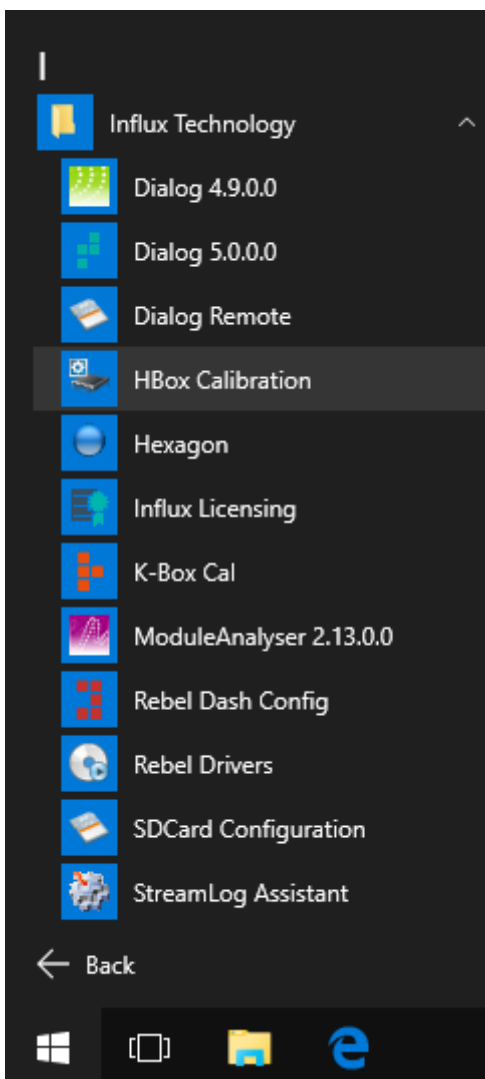 I
Influx Technology
Dialog 4.9.0.0
Dialog 5.0.0.0
Dialog Remote
HBox Calibration
Hexagon
Influx Licensing
K-Box Cal
ModuleAnalyser 2.13.0.0
Rebel Dash Config
Rebel Drivers
SDCard Configuration
StreamLog Assistant
Back